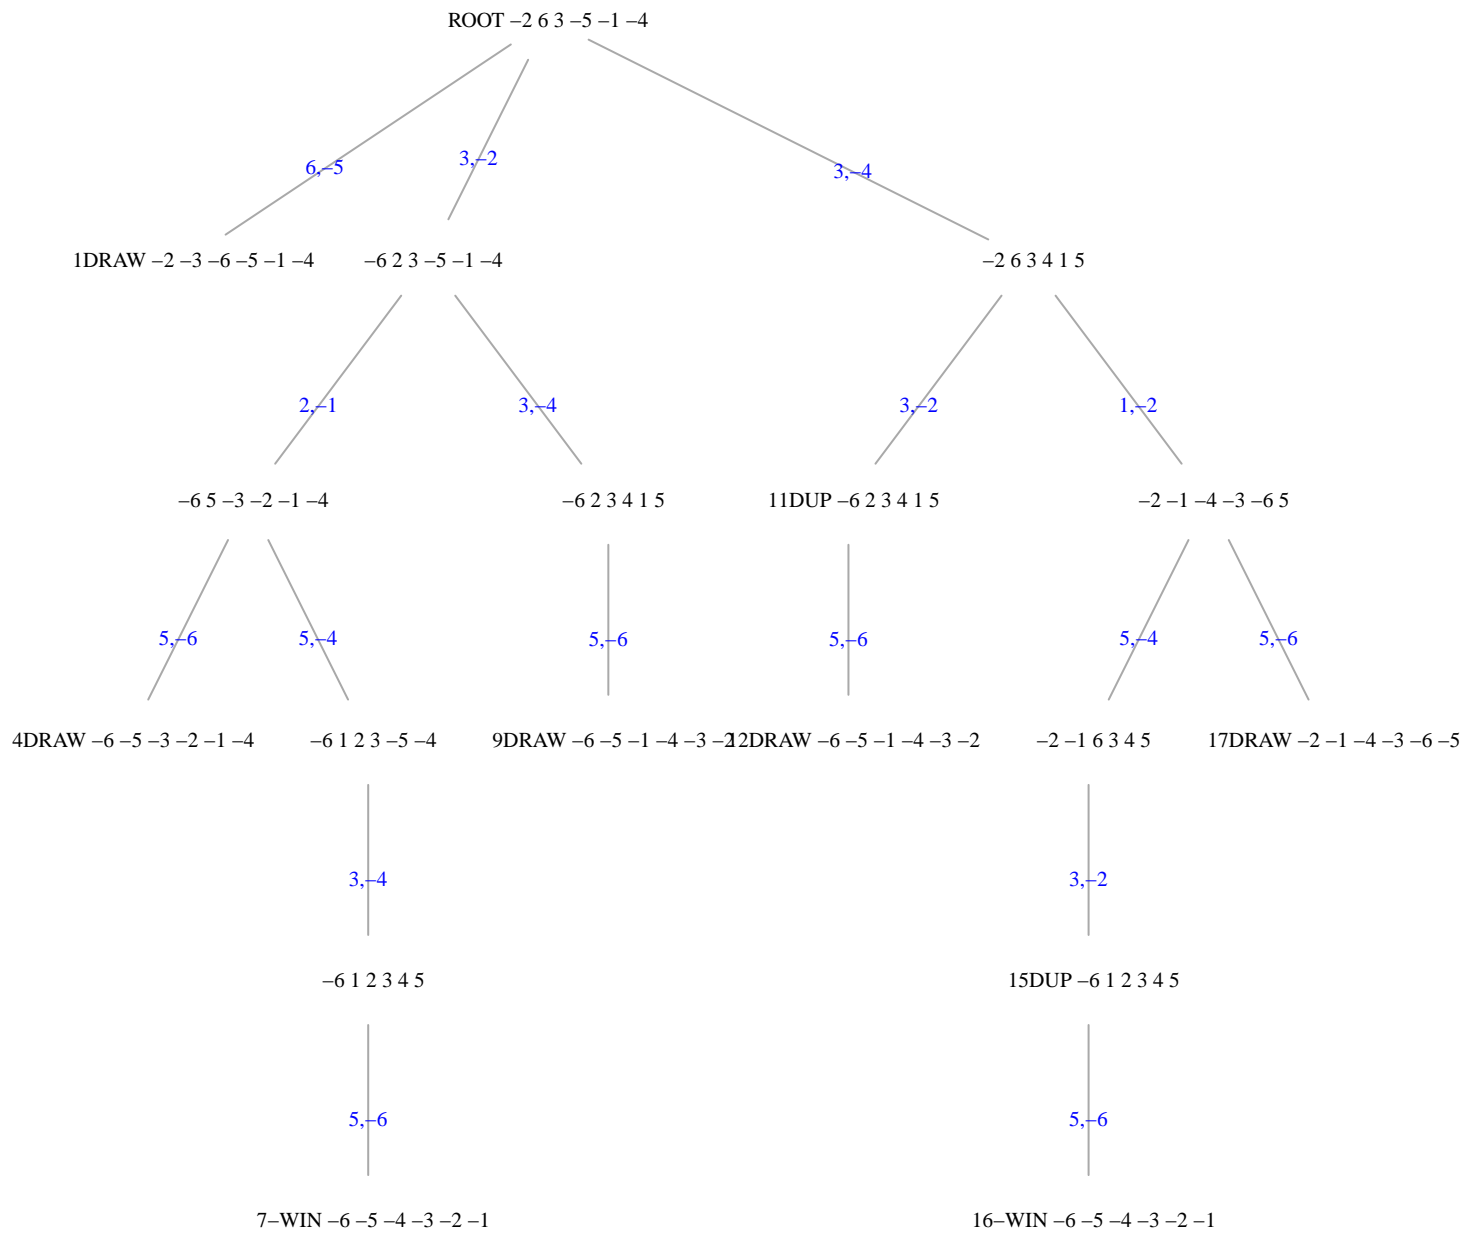 ROOT –2 6 3 –5 –1 –4
6,–5
3,–2
3,–4
1DRAW –2 –3 –6 –5 –1 –4
–6 2 3 –5 –1 –4
–2 6 3 4 1 5
2,–1
3,–4
3,–2
1,–2
–6 5 –3 –2 –1 –4
–6 2 3 4 1 5
11DUP –6 2 3 4 1 5
–2 –1 –4 –3 –6 5
5,–6
5,–4
5,–6
5,–6
5,–4
5,–6
4DRAW –6 –5 –3 –2 –1 –4
–6 1 2 3 –5 –4
9DRAW –6 –5 –1 –4 –3 –2
12DRAW –6 –5 –1 –4 –3 –2
–2 –1 6 3 4 5
17DRAW –2 –1 –4 –3 –6 –5
3,–4
3,–2
–6 1 2 3 4 5
15DUP –6 1 2 3 4 5
5,–6
5,–6
7–WIN –6 –5 –4 –3 –2 –1
16–WIN –6 –5 –4 –3 –2 –1